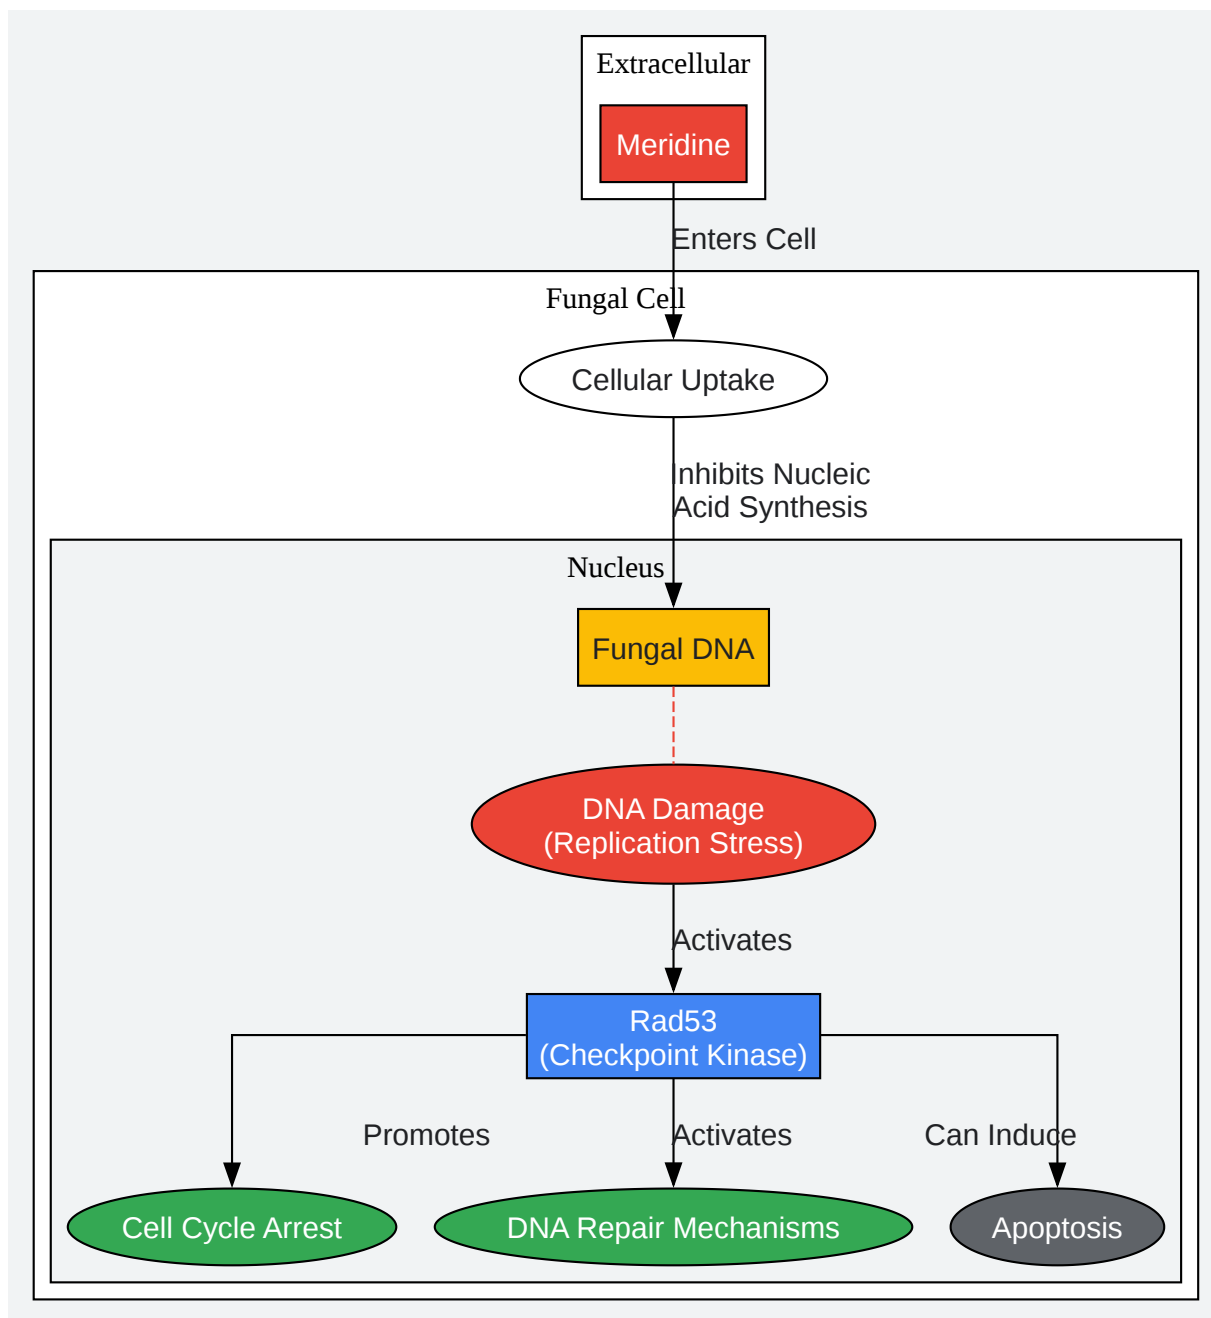 Extracellular
Meridine
Enters Cell
Fungal Cell
Cellular Uptake
Inhibits Nucleic
Acid Synthesis
Nucleus
Fungal DNA
DNA Damage
(Replication Stress)
Activates
Rad53
(Checkpoint Kinase)
Promotes
Activates
Can Induce
Cell Cycle Arrest
DNA Repair Mechanisms
Apoptosis